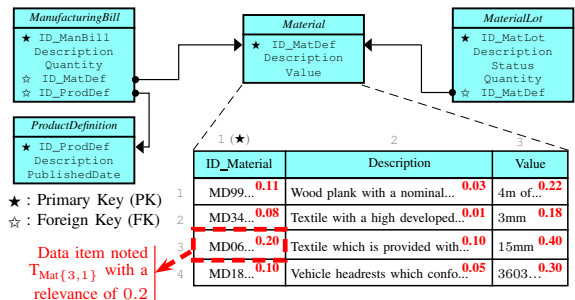 ManufacturingBill
★ ID_ManBill
Description
Quantity
☆ ID_MatDef
☆ ID_ProdDef
Material
★ ID_MatDef
Description
Value
MaterialLot
★ ID_MatLot
Description
Status
Quantity
☆ ID_MatDef
ProductDefinition
★ ID_ProdDef
Description
PublishedDate
★ : Primary Key (PK)
☆ : Foreign Key (FK)
Data item noted
T_Mat{3,1} with a
relevance of 0.2
1 (★) 2 3
ID_Material Description Value
1 MD99... 0.11 Wood plank with a nominal... 0.03 4m of... 0.22
2 MD34... 0.08 Textile with a high developed... 0.01 3mm 0.18
3 MD06... 0.20 Textile which is provided with... 0.10 15mm 0.40
4 MD18... 0.10 Vehicle headrests which confo... 0.05 3603... 0.30